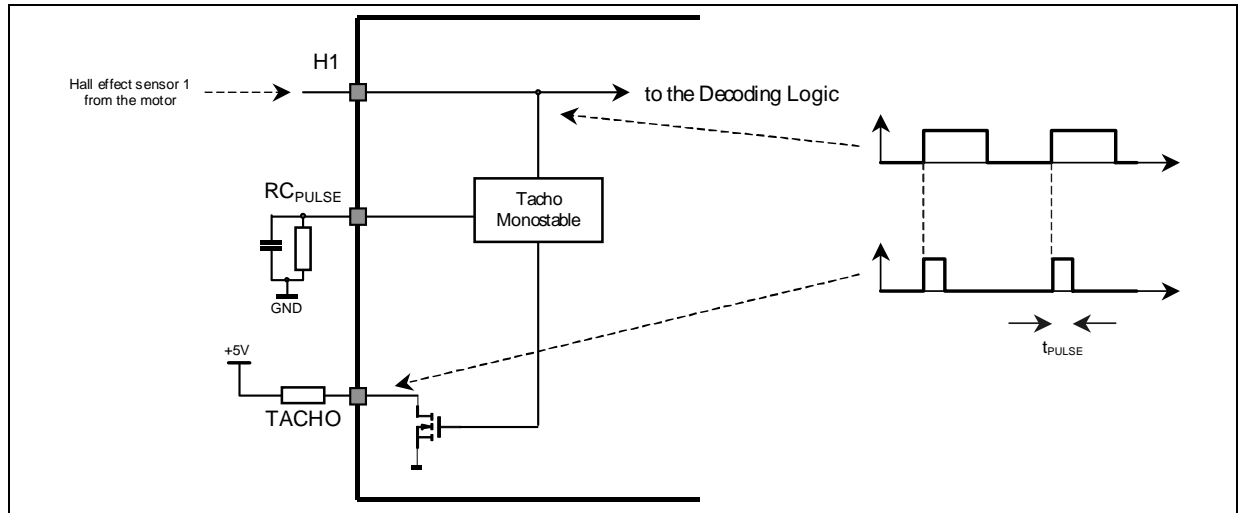 H1
Hall effect sensor 1
from the motor
to the Decoding Logic
RCPULSE
Tacho
Monostable
GND
tPULSE
+5V
TACHO